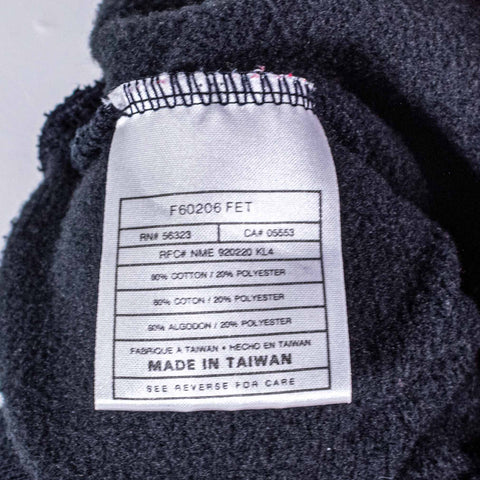 F60206 FET
RN# 56323 CA# 05553
RFC# NME 920220 KL4
80% COTTON / 20% POLYESTER
80% COTON / 20% POLYESTER
80% ALGODON / 20% POLYESTER
FABRIQUE A TAIWAN • HECHO EN TAIWAN
MADE IN TAIWAN
SEE REVERSE FOR CARE